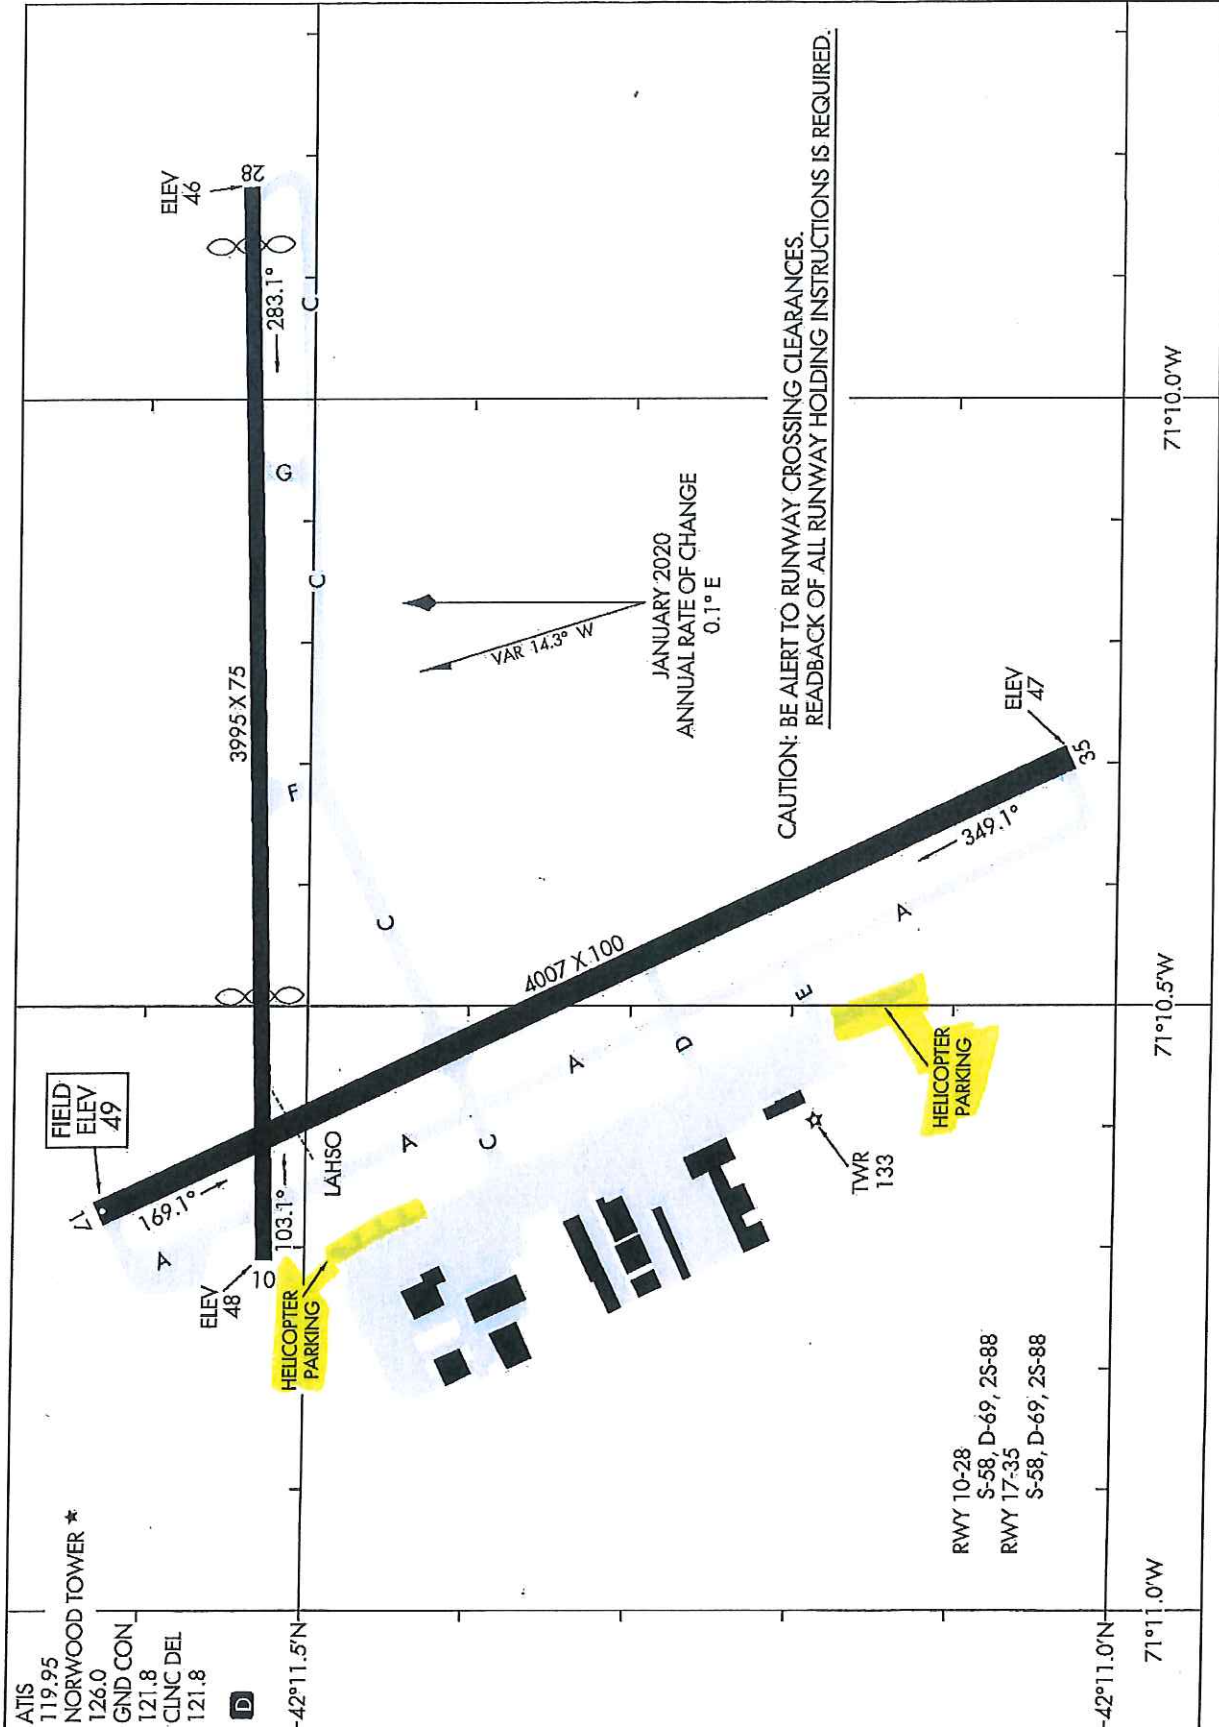 ATIS
119.95
NORWOOD TOWER ★
126.0
GND CON
121.8
CLNC DEL
121.8
D
FIELD
ELEV
49
17
169.1°
A
ELEV
48
10
103.1°
LAHSO
HELICOPTER
PARKING
3995 X 75
ELEV
46
28
283.1°
F
G
C
C
C
C
A
A
4007 X 100
D
E
A
349.1°
ELEV
47
35
TWR
133
HELICOPTER
PARKING
VAR 14.3° W
JANUARY 2020
ANNUAL RATE OF CHANGE
0.1° E
CAUTION: BE ALERT TO RUNWAY CROSSING CLEARANCES.
READBACK OF ALL RUNWAY HOLDING INSTRUCTIONS IS REQUIRED.
RWY 10-28
S-58, D-69, 2S-88
RWY 17-35
S-58, D-69, 2S-88
42°11.5'N
42°11.0'N
71°11.0'W
71°10.5'W
71°10.0'W